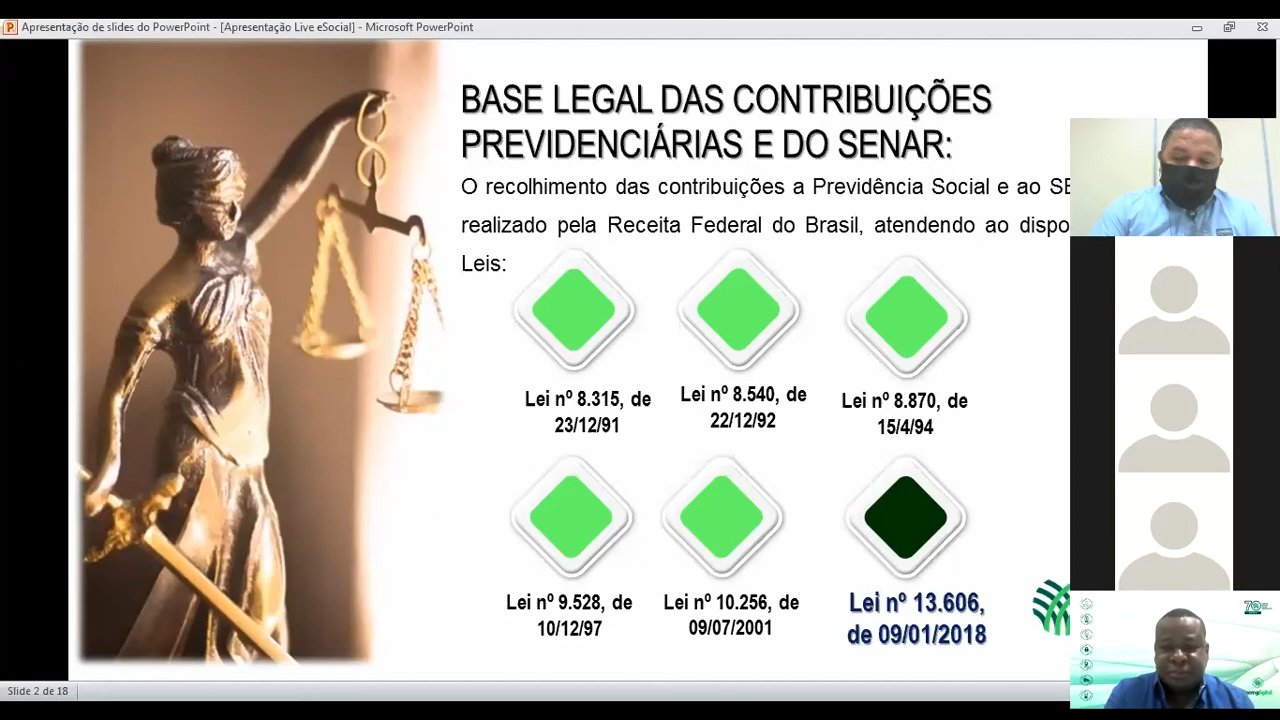 Apresentação de slides do PowerPoint - [Apresentação Live eSocial] - Microsoft PowerPoint
BASE LEGAL DAS CONTRIBUIÇÕES
PREVIDENCIÁRIAS E DO SENAR:
O recolhimento das contribuições a Previdência Social e ao SE
realizado pela Receita Federal do Brasil, atendendo ao dispo
Leis:
Lei nº 8.315, de
23/12/91
Lei nº 8.540, de
22/12/92
Lei nº 8.870, de
15/4/94
Lei nº 9.528, de
10/12/97
Lei nº 10.256, de
09/07/2001
Lei nº 13.606,
de 09/01/2018
Slide 2 de 18
70